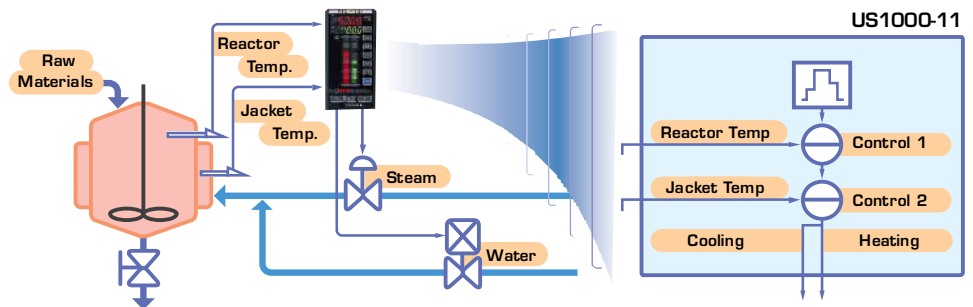 US1000-11
Raw
Materials
Reactor
Temp.
Jacket
Temp.
Steam
Water
Reactor Temp
Control 1
Jacket Temp
Control 2
Cooling
Heating